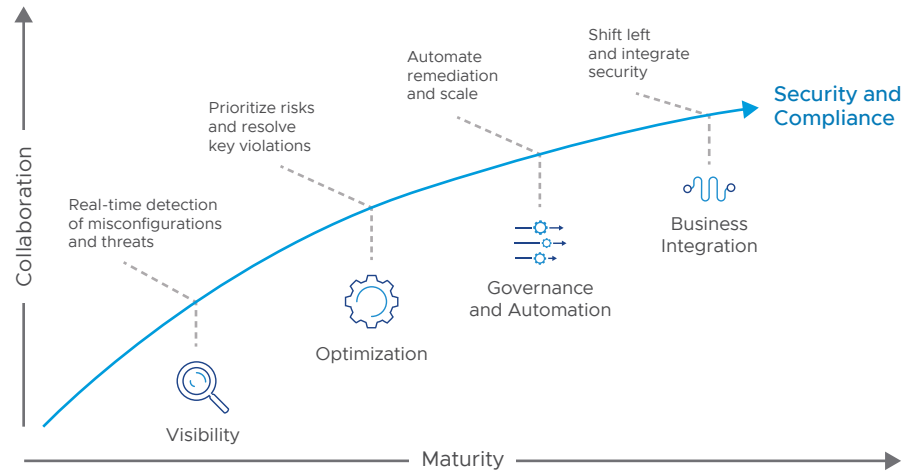 Collaboration
Real-time detection
of misconfigurations
and threats
Visibility
Prioritize risks
and resolve
key violations
Optimization
Automate
remediation
and scale
Governance
and Automation
Shift left
and integrate
security
Business
Integration
Security and
Compliance
Maturity